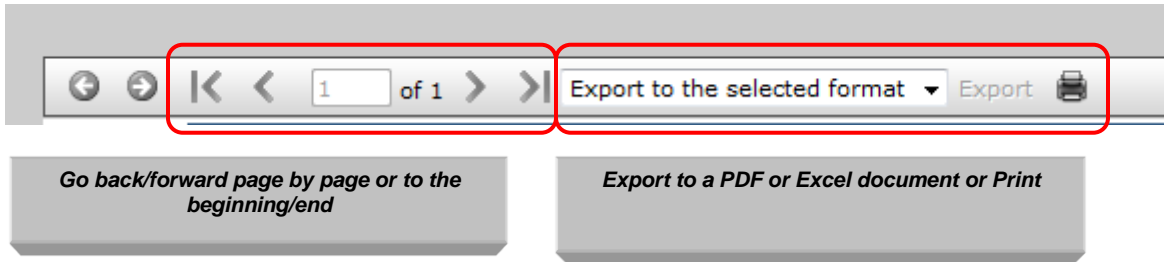 1 of 1 Export to the selected format Export
Go back/forward page by page or to the
beginning/end
Export to a PDF or Excel document or Print